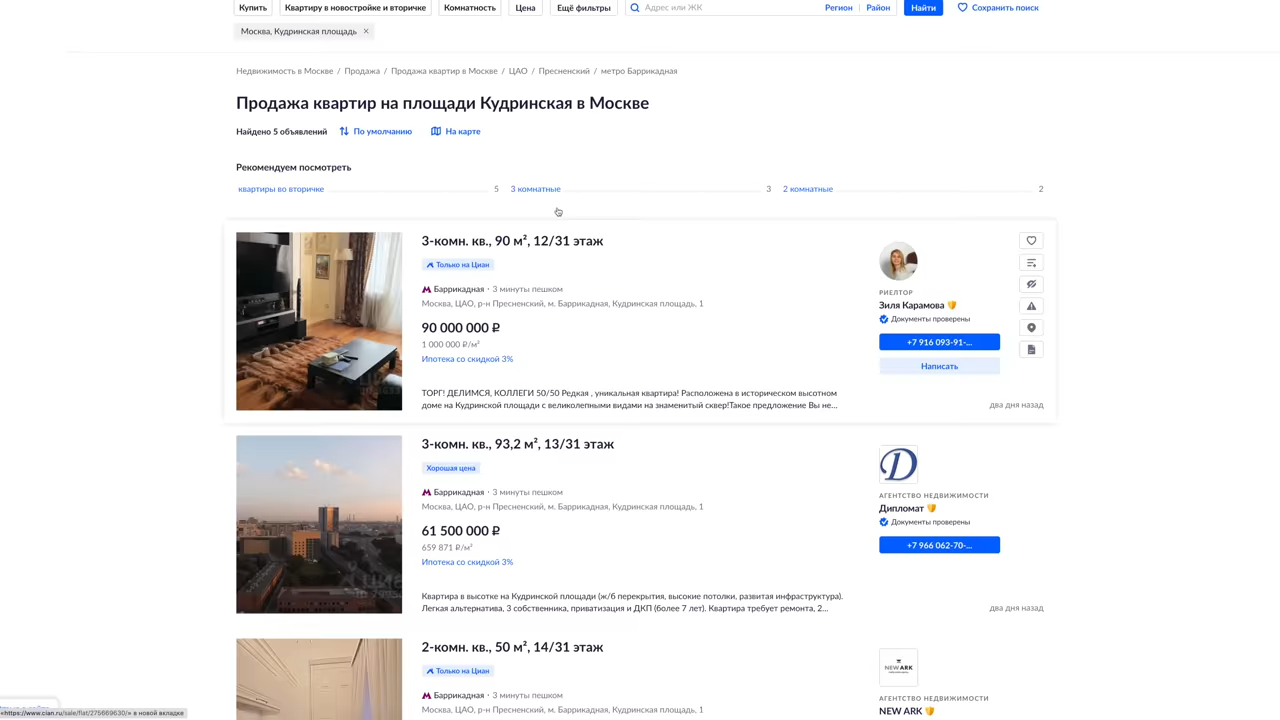 Купить
Квартиру в новостройке и вторичке
Комнатность
Цена
Ещё фильтры
Адрес или ЖК
Регион
Район
Найти
Сохранить поиск
Москва, Кудринская площадь ×
Недвижимость в Москве / Продажа / Продажа квартир в Москве / ЦАО / Пресненский / метро Баррикадная
Продажа квартир на площади Кудринская в Москве
Найдено 5 объявлений
По умолчанию
На карте
Рекомендуем посмотреть
квартиры во вторичке 5
3 комнатные 3
2 комнатные 2
3-комн. кв., 90 м², 12/31 этаж
Только на Циан
Баррикадная · 3 минуты пешком
Москва, ЦАО, р-н Пресненский, м. Баррикадная, Кудринская площадь, 1
90 000 000 ₽
1 000 000 ₽/м²
Ипотека со скидкой 3%
ТОРГ! ДЕЛИМСЯ, КОЛЛЕГИ 50/50 Редкая , уникальная квартира! Расположена в историческом высотном
доме на Кудринской площади с великолепными видами на знаменитый сквер!Такое предложение Вы не...
РИЕЛТОР
Зиля Карамова
Документы проверены
+7 916 093-91-...
Написать
два дня назад
3-комн. кв., 93,2 м², 13/31 этаж
Хорошая цена
Баррикадная · 3 минуты пешком
Москва, ЦАО, р-н Пресненский, м. Баррикадная, Кудринская площадь, 1
61 500 000 ₽
659 871 ₽/м²
Ипотека со скидкой 3%
Квартира в высотке на Кудринской площади (ж/б перекрытия, высокие потолки, развитая инфраструктура).
Легкая альтернатива, 3 собственника, приватизация и ДКП (более 7 лет). Квартира требует ремонта, 2...
D
АГЕНТСТВО НЕДВИЖИМОСТИ
Дипломат
Документы проверены
+7 966 062-70-...
два дня назад
2-комн. кв., 50 м², 14/31 этаж
Только на Циан
Баррикадная · 3 минуты пешком
Москва, ЦАО, р-н Пресненский, м. Баррикадная, Кудринская площадь, 1
NEW ARK
АГЕНТСТВО НЕДВИЖИМОСТИ
NEW ARK
«https://www.cian.ru/sale/flat/275669630/» в новой вкладке